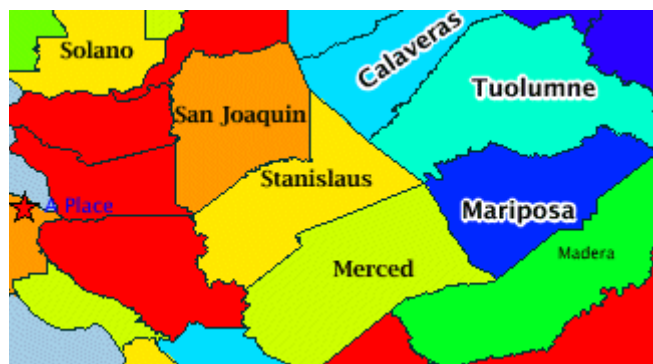 Solano
Calaveras
Tuolumne
San Joaquin
Stanislaus
A Place
Mariposa
Merced
Madera